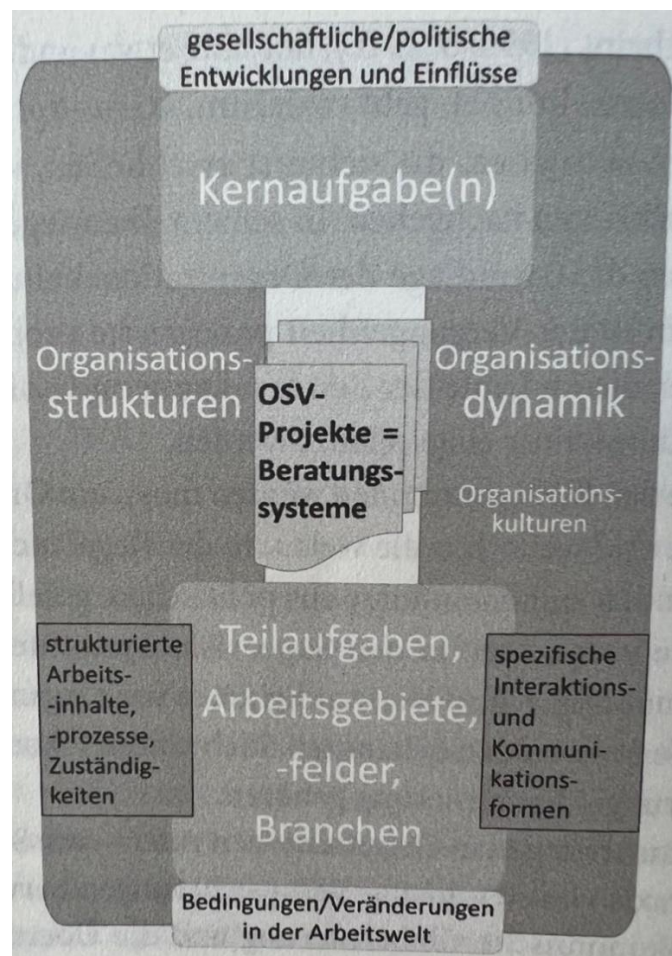 gesellschaftliche/politische
Entwicklungen und Einflüsse
Kernaufgabe(n)
Organisations-
strukturen
OSV-
Projekte =
Beratungs-
systeme
Organisations-
dynamik
Organisations-
kulturen
strukturierte
Arbeits-
-inhalte,
-prozesse,
Zuständig-
keiten
Teilaufgaben,
Arbeitsgebiete,
-felder,
Branchen
spezifische
Interaktions-
und
Kommuni-
kations-
formen
Bedingungen/Veränderungen
in der Arbeitswelt